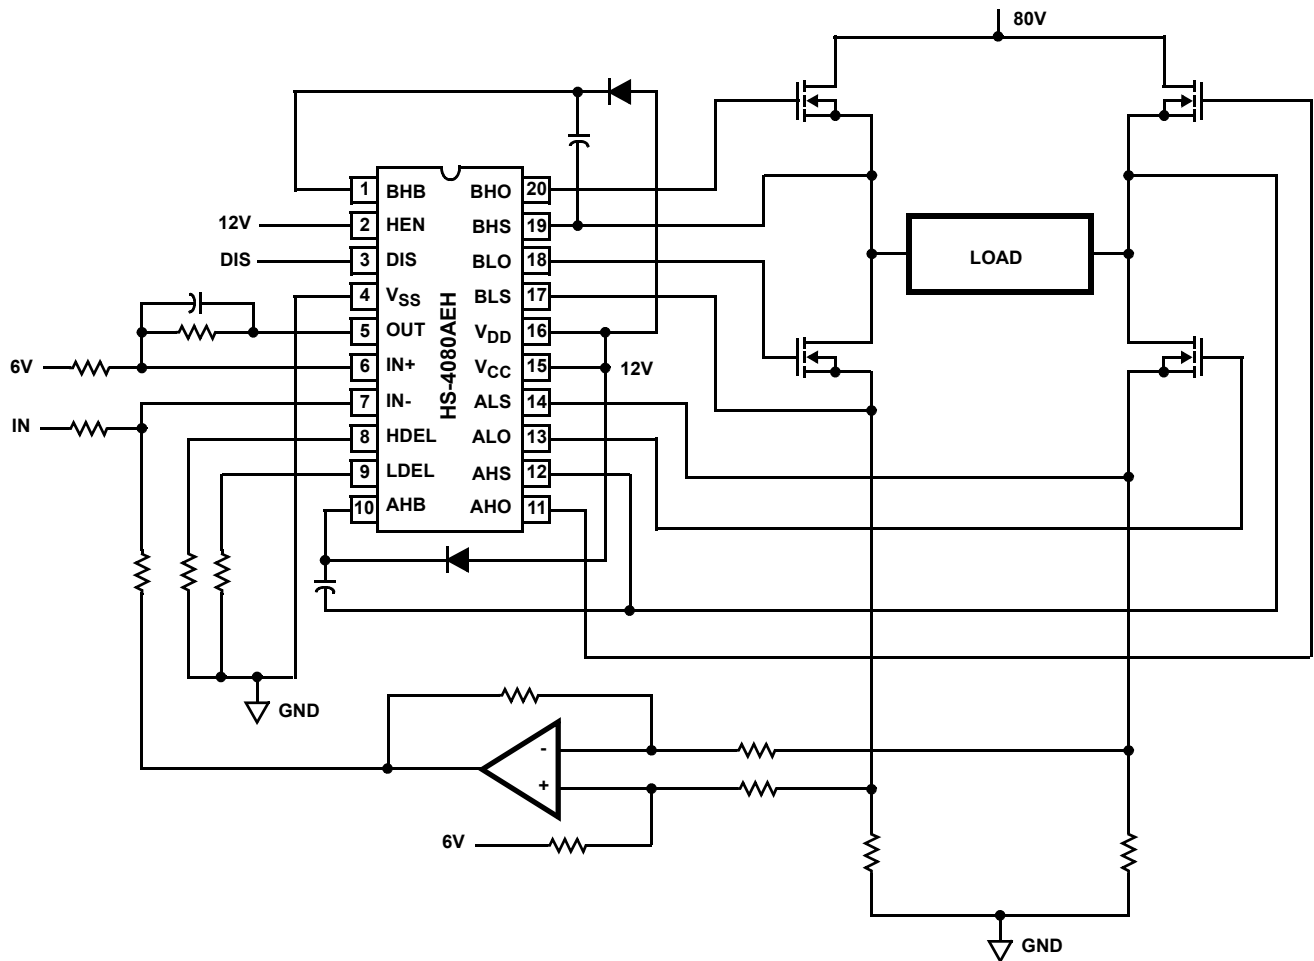 80V
1 BHB BHO 20
12V 2 HEN BHS 19
DIS 3 DIS BLO 18
4 VSS BLS 17
5 OUT VDD 16
6V 6 IN+ VCC 15 12V
IN 7 IN- ALS 14
8 HDEL ALO 13
9 LDEL AHS 12
10 AHB AHO 11
HS-4080AEH
LOAD
GND
-
+
6V
GND